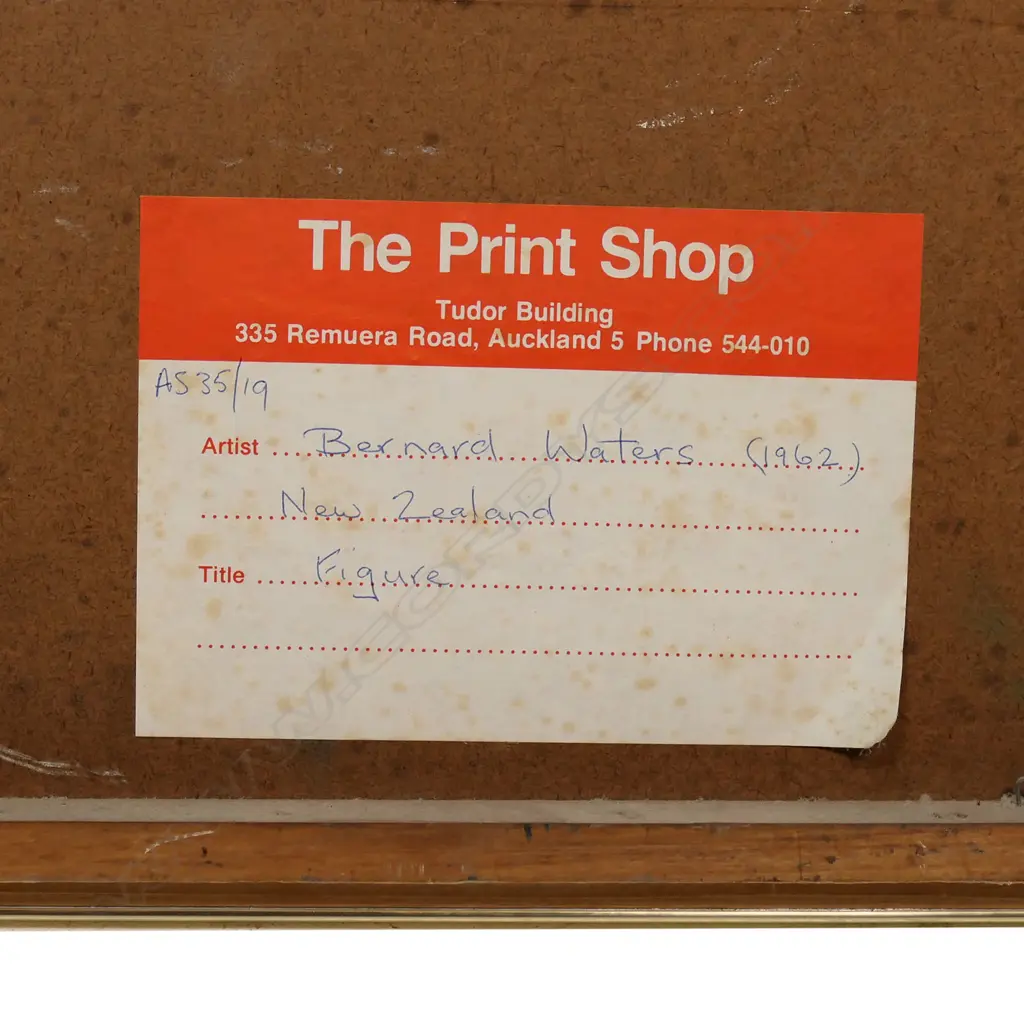 The Print Shop
Tudor Building
335 Remuera Road, Auckland 5 Phone 544-010
AS35/19
Artist Bernard Waters (1962)
New Zealand
Title Figure